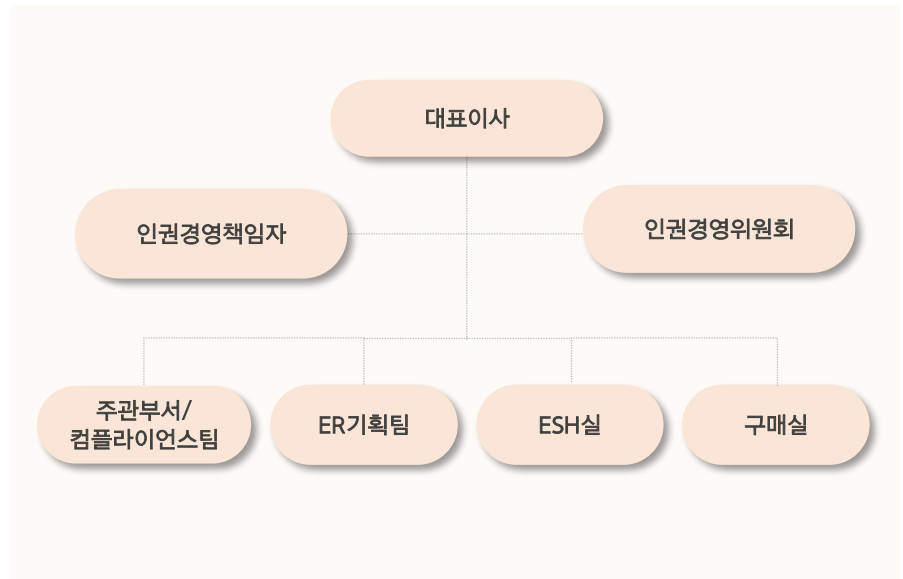 대표이사
인권경영책임자
인권경영위원회
주관부서/
컴플라이언스팀
ER기획팀
ESH실
구매실